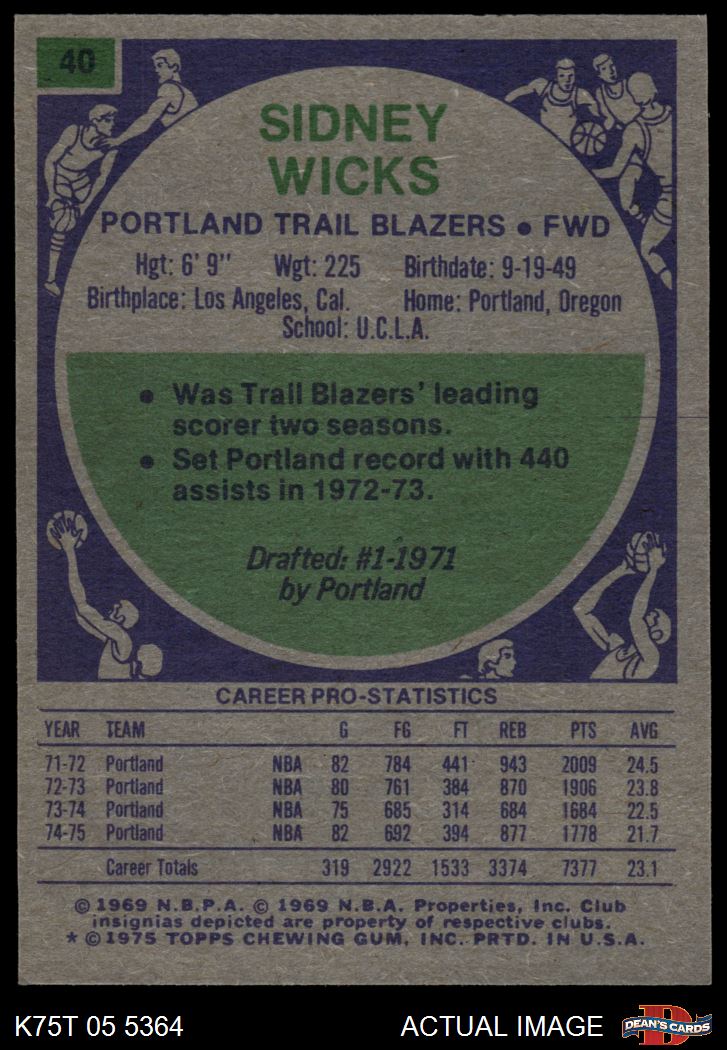 40
SIDNEY
WICKS
PORTLAND TRAIL BLAZERS • FWD
Hgt: 6' 9" Wgt: 225 Birthdate: 9-19-49
Birthplace: Los Angeles, Cal. Home: Portland, Oregon
School: U.C.L.A.
• Was Trail Blazers' leading
scorer two seasons.
• Set Portland record with 440
assists in 1972-73.
Drafted: #1-1971
by Portland
CAREER PRO-STATISTICS
YEAR TEAM G FG FT REB PTS AVG
71-72 Portland NBA 82 784 441 943 2009 24.5
72-73 Portland NBA 80 761 384 870 1906 23.8
73-74 Portland NBA 75 685 314 684 1684 22.5
74-75 Portland NBA 82 692 394 877 1778 21.7
Career Totals 319 2922 1533 3374 7377 23.1
© 1969 N.B.P.A. © 1969 N.B.A. Properties, Inc. Club
insignias depicted are property of respective clubs.
* © 1975 TOPPS CHEWING GUM, INC. PRTD. IN U.S.A.
K75T 05 5364 ACTUAL IMAGE D
DEAN'S CARDS